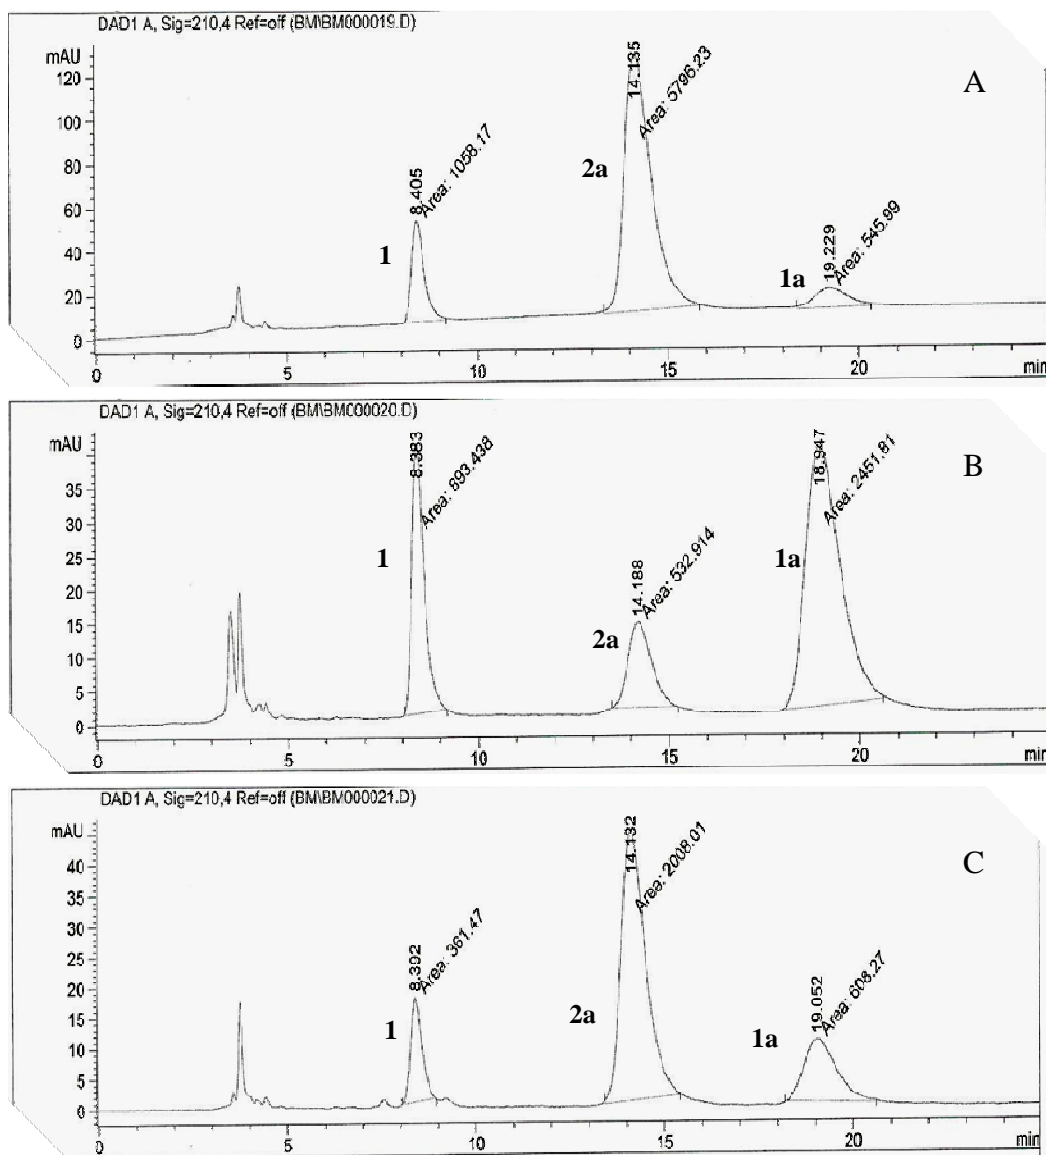 DAD1 A, Sig=210,4 Ref=off (BM\BM000019.D)
mAU
A
120
100
80
60
40
20
0
1
8.405
Area: 1058.17
2a
14.135
Area: 5796.23
1a
19.229
Area: 545.99
0
5
10
15
20
min
DAD1 A, Sig=210,4 Ref=off (BM\BM000020.D)
mAU
B
35
30
25
20
15
10
5
0
1
8.383
Area: 893.438
2a
14.188
Area: 532.914
1a
18.947
Area: 2451.81
0
5
10
15
20
min
DAD1 A, Sig=210,4 Ref=off (BM\BM000021.D)
mAU
C
40
35
30
25
20
15
10
5
0
1
8.392
Area: 361.47
2a
14.132
Area: 2008.01
1a
19.052
Area: 608.27
0
5
10
15
20
min